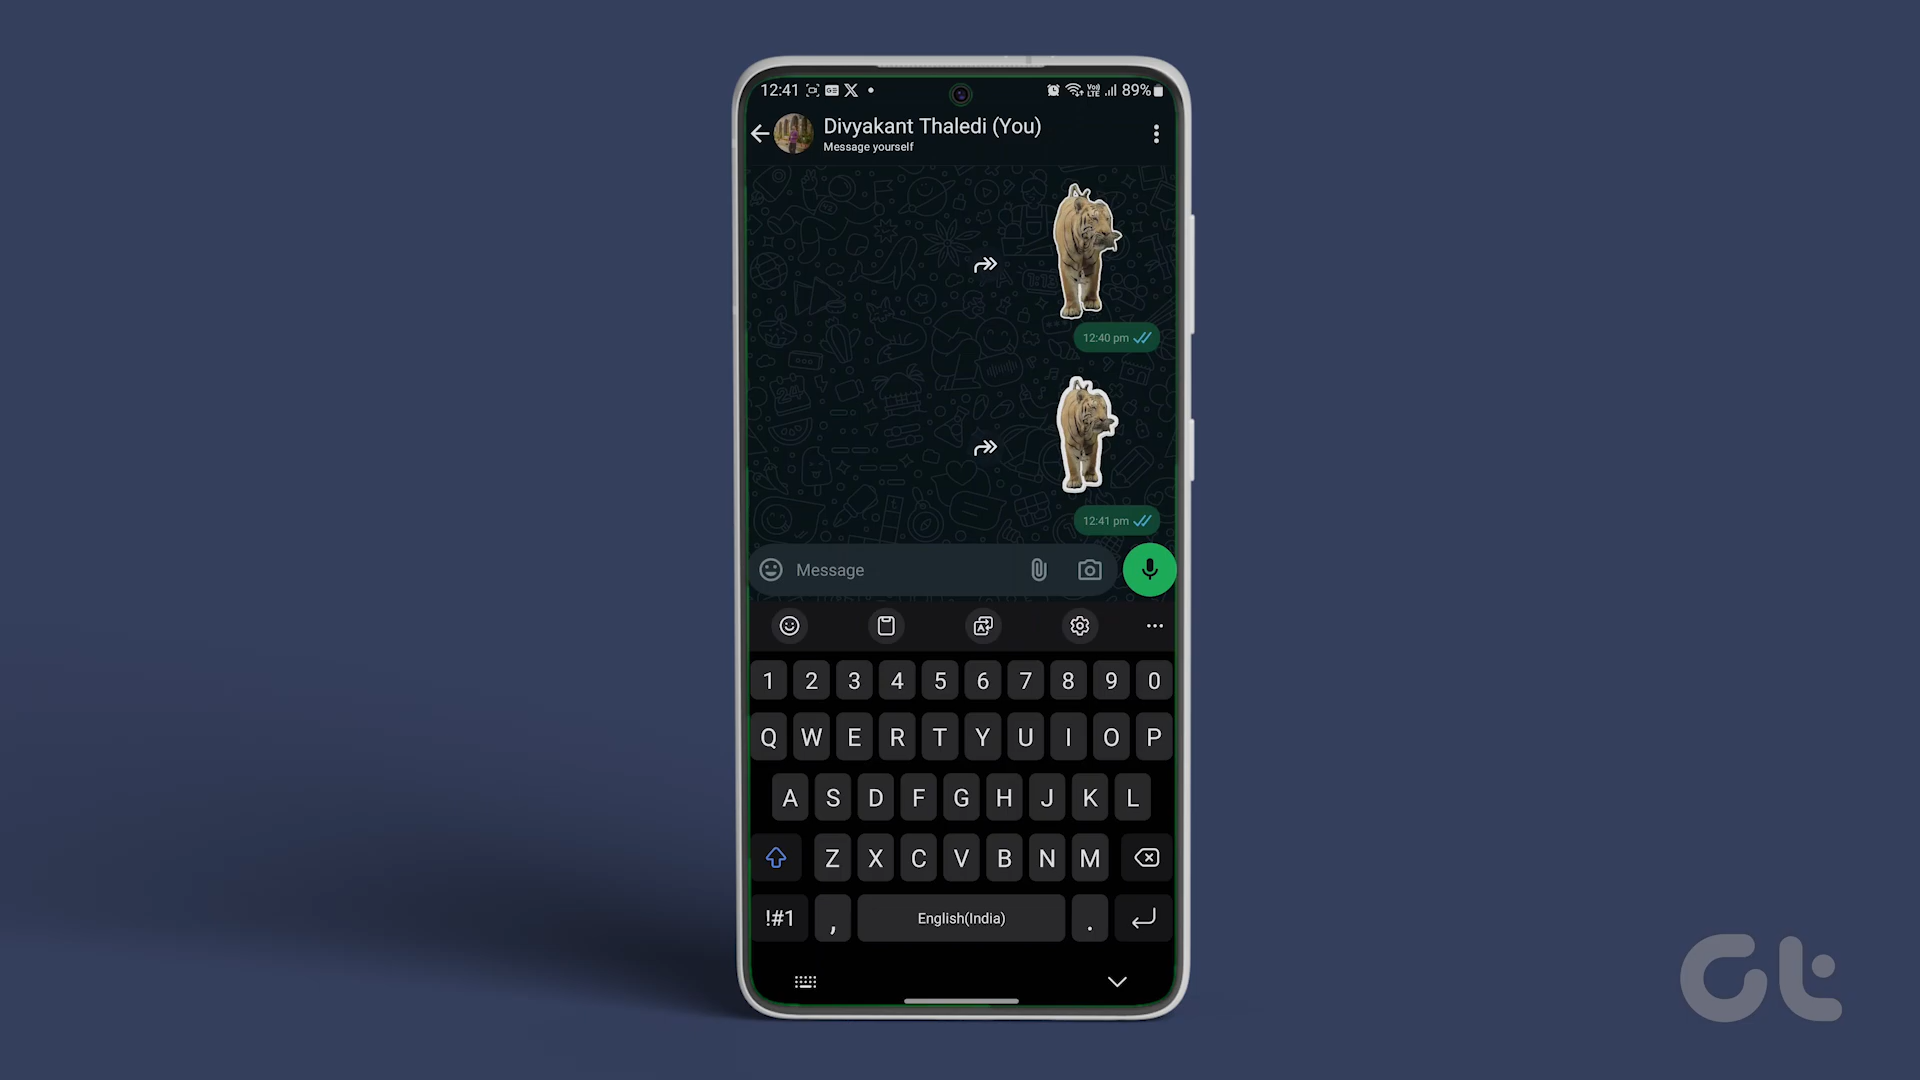 12:41 89%
Divyakant Thaledi (You)
Message yourself
12:40 pm
12:41 pm
Message
1 2 3 4 5 6 7 8 9 0
Q W E R T Y U I O P
A S D F G H J K L
Z X C V B N M
!#1 , English(India) .
Gt